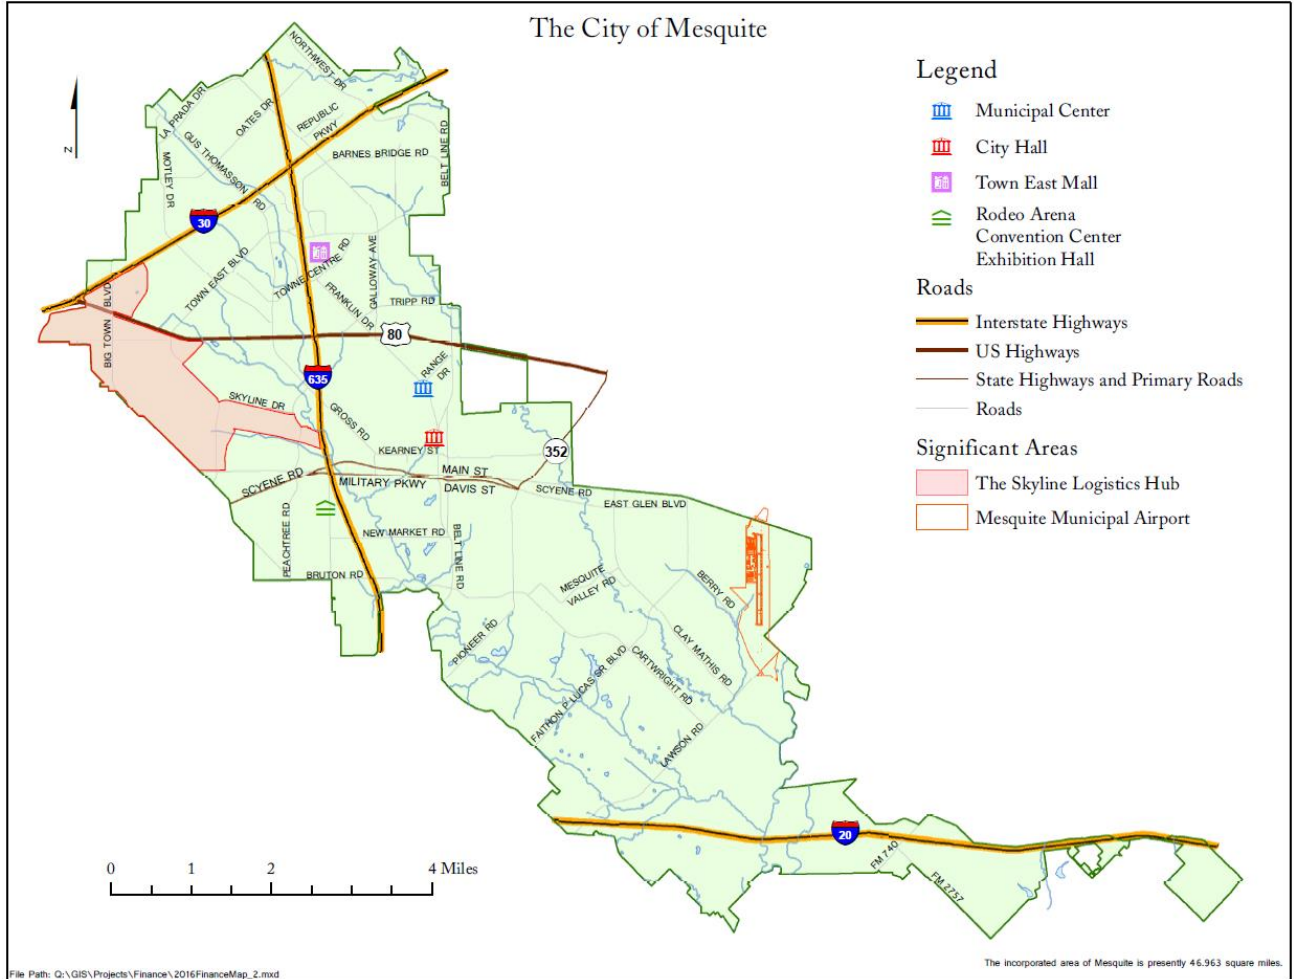 The City of Mesquite
Legend
Municipal Center
City Hall
Town East Mall
Rodeo Arena
Convention Center
Exhibition Hall
Roads
Interstate Highways
US Highways
State Highways and Primary Roads
Roads
Significant Areas
The Skyline Logistics Hub
Mesquite Municipal Airport
N
NORTHWEST DR
LA PRADA DR
OATES DR
REPUBLIC
PKWY
GUS THOMASSON RD
BARNES BRIDGE RD
BELT LINE RD
MOTLEY DR
30
TOWN EAST BLVD
TOWNE CENTRE RD
GALLOWAY AVE
FRANKLIN DR
TRIPP RD
BIG TOWN BLVD
80
RANGE
DR
635
SKYLINE DR
GROSS RD
KEARNEY ST
352
SCYENE RD
MAIN ST
MILITARY PKWY
DAVIS ST
SCYENE RD
EAST GLEN BLVD
PEACHTREE RD
NEW MARKET RD
BELT LINE RD
BRUTON RD
MESQUITE
VALLEY RD
BERRY RD
PIONEER RD
CLAY MATHIS RD
CARTWRIGHT RD
FAITHON P LUCAS SR BLVD
LAWSON RD
20
FM 740
FM 2757
0 1 2 4 Miles
The incorporated area of Mesquite is presently 46.963 square miles.
File Path: Q:\GIS\Projects\Finance\2016FinanceMap_2.mxd